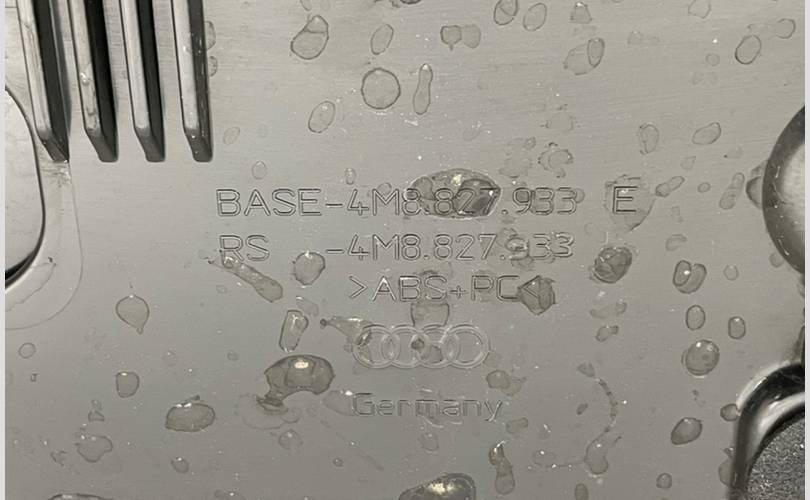 BASE-4M8.827.933 E
RS -4M8.827.933
>ABS+PC<
Germany